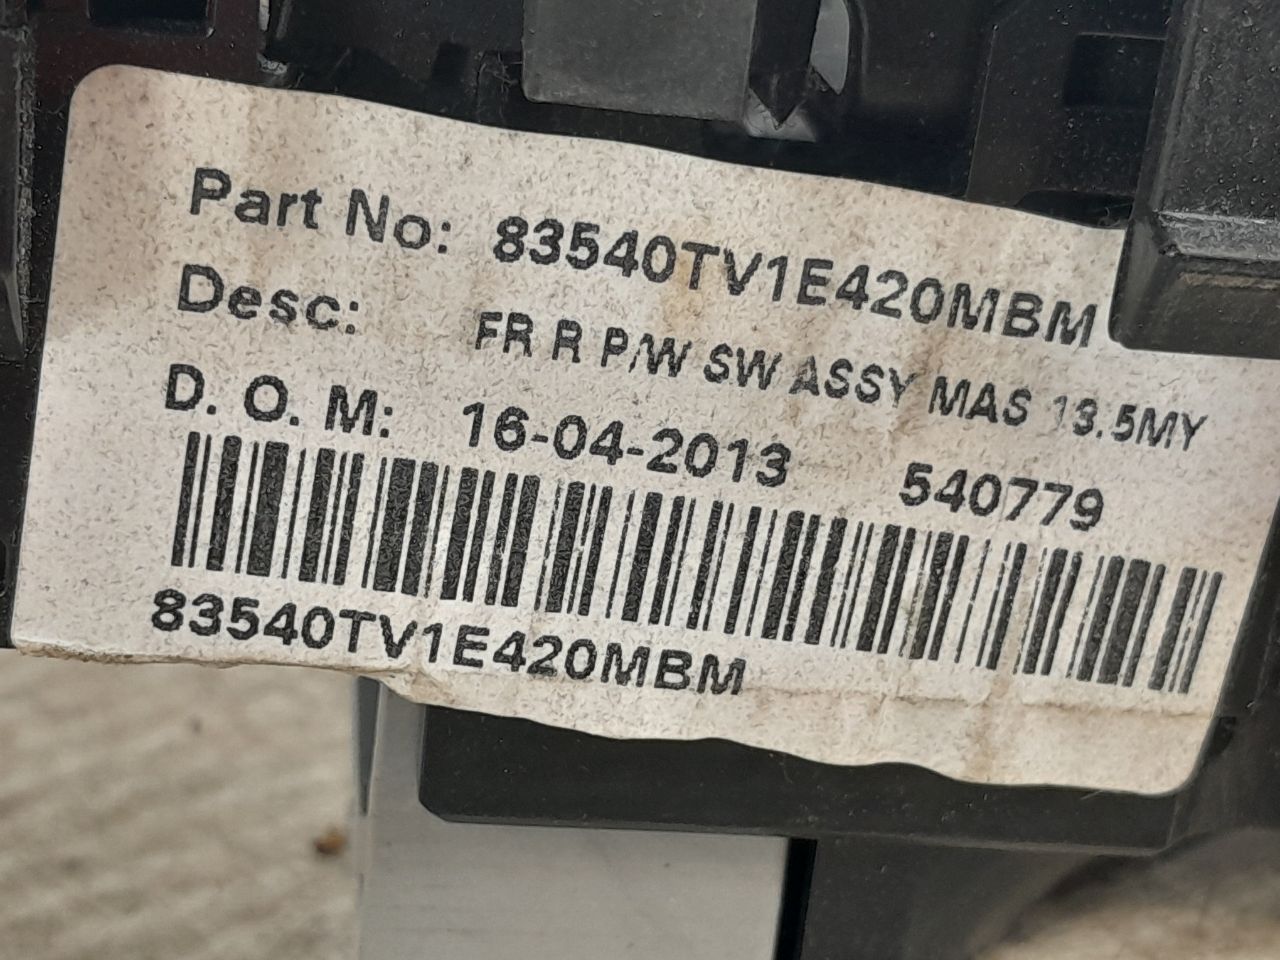 Part No: 83540TV1E420MBM
Desc: FR R P/W SW ASSY MAS 13.5MY
D. O. M: 16-04-2013 540779
83540TV1E420MBM